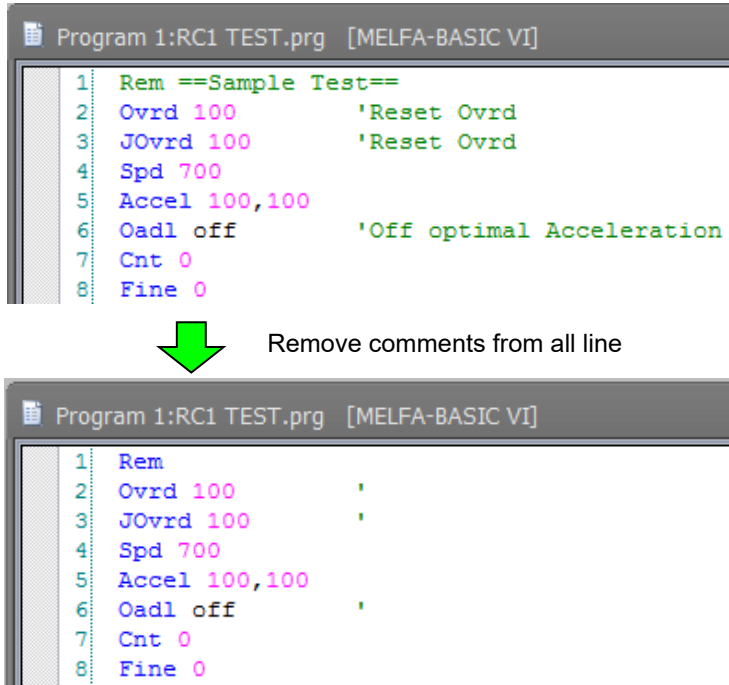 Program 1:RC1 TEST.prg [MELFA-BASIC VI]
1 Rem ==Sample Test==
2 Ovrd 100 'Reset Ovrd
3 JOvrd 100 'Reset Ovrd
4 Spd 700
5 Accel 100,100
6 Oadl off 'Off optimal Acceleration
7 Cnt 0
8 Fine 0
Remove comments from all line
Program 1:RC1 TEST.prg [MELFA-BASIC VI]
1 Rem
2 Ovrd 100 '
3 JOvrd 100 '
4 Spd 700
5 Accel 100,100
6 Oadl off '
7 Cnt 0
8 Fine 0